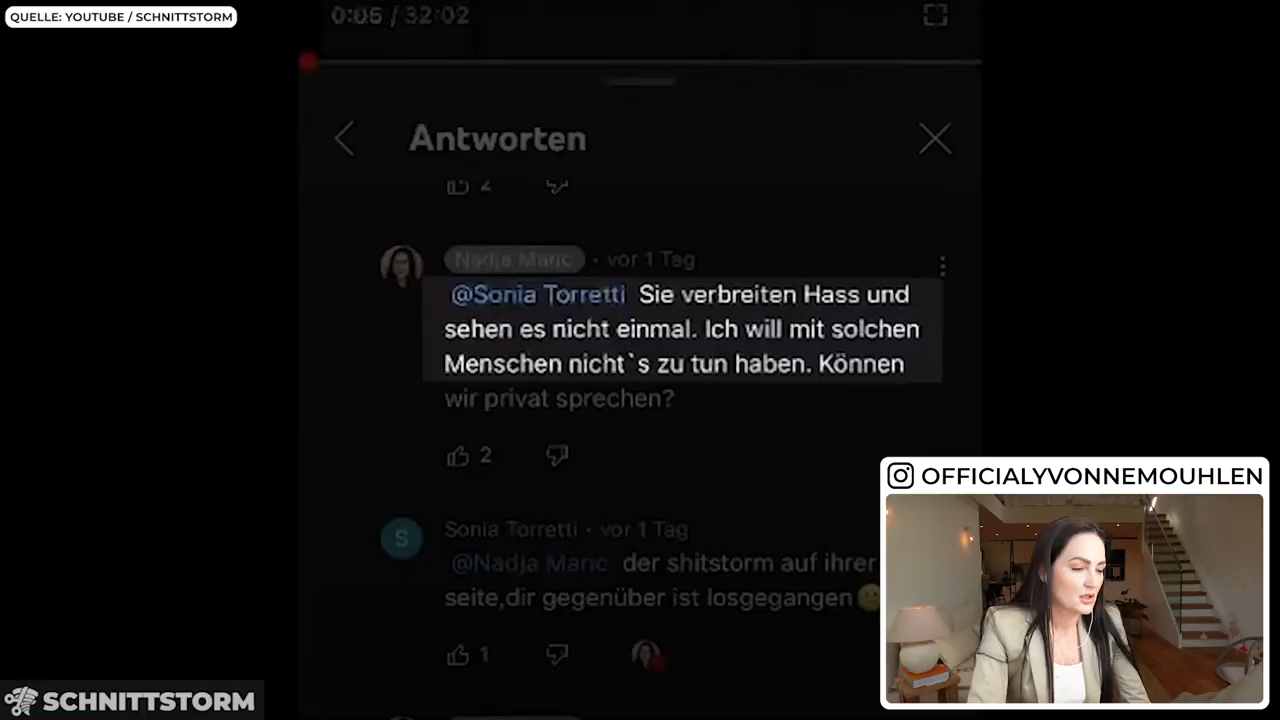 QUELLE: YOUTUBE / SCHNITTSTORM
0:06 / 32:02
Antworten
4
Nadja Maric · vor 1 Tag
@Sonia Torretti Sie verbreiten Hass und
sehen es nicht einmal. Ich will mit solchen
Menschen nicht`s zu tun haben. Können
wir privat sprechen?
2
S
Sonia Torretti · vor 1 Tag
@Nadja Maric der shitstorm auf ihrer
seite,dir gegenüber ist losgegangen
1
OFFICIALYVONNEMOUHLEN
SCHNITTSTORM